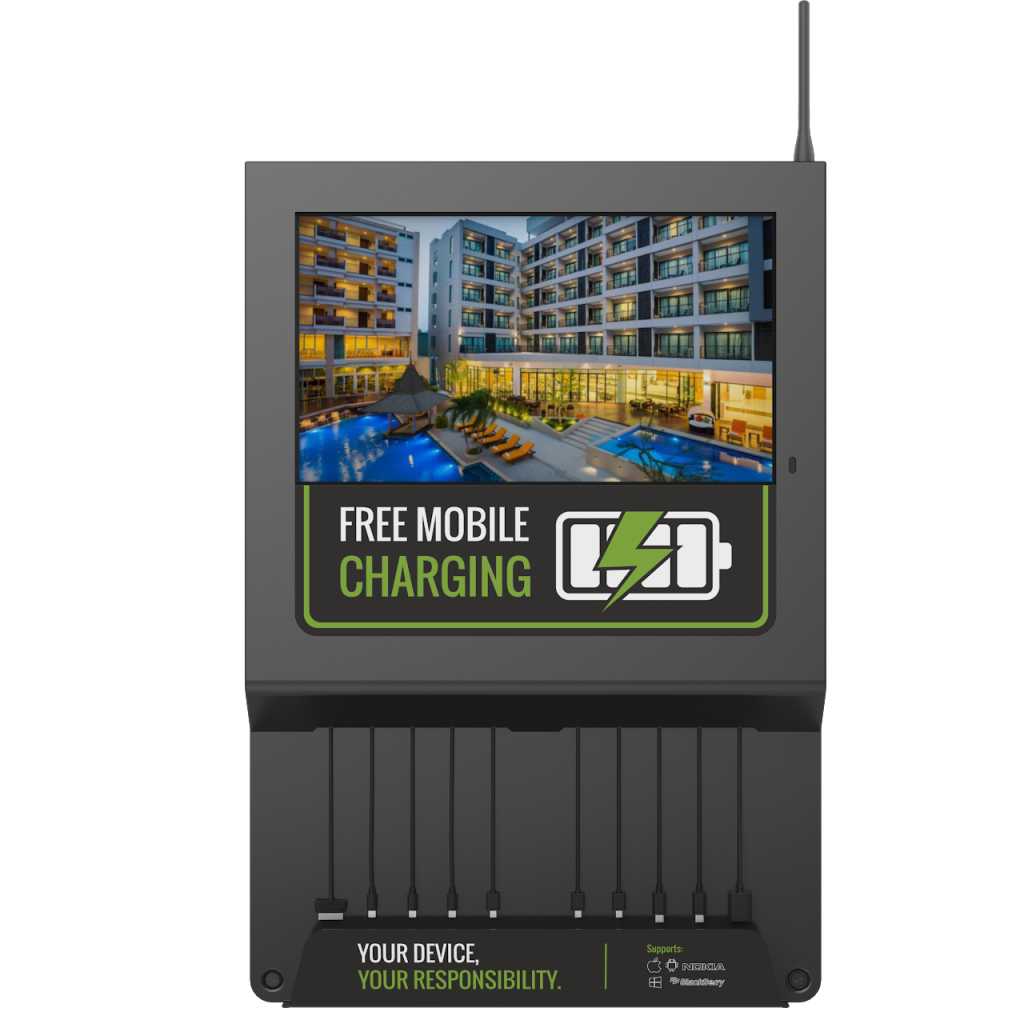 FREE MOBILE
CHARGING
YOUR DEVICE,
YOUR RESPONSIBILITY.
Supports:
NOKIA
BlackBerry